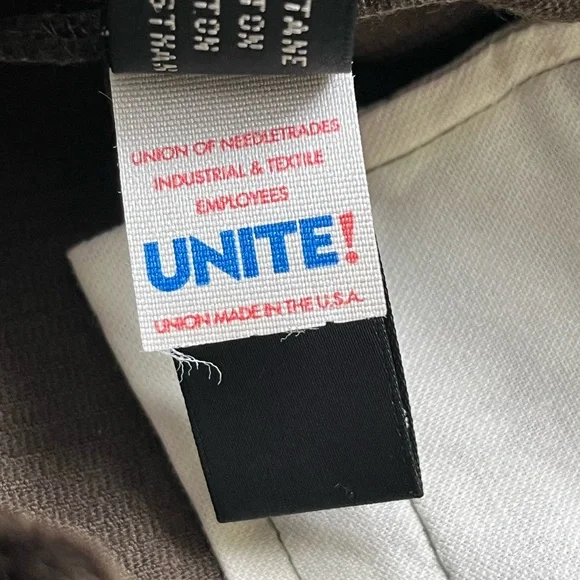 UNION OF NEEDLETRADES
INDUSTRIAL & TEXTILE
EMPLOYEES
UNITE!
UNION MADE IN THE U.S.A.